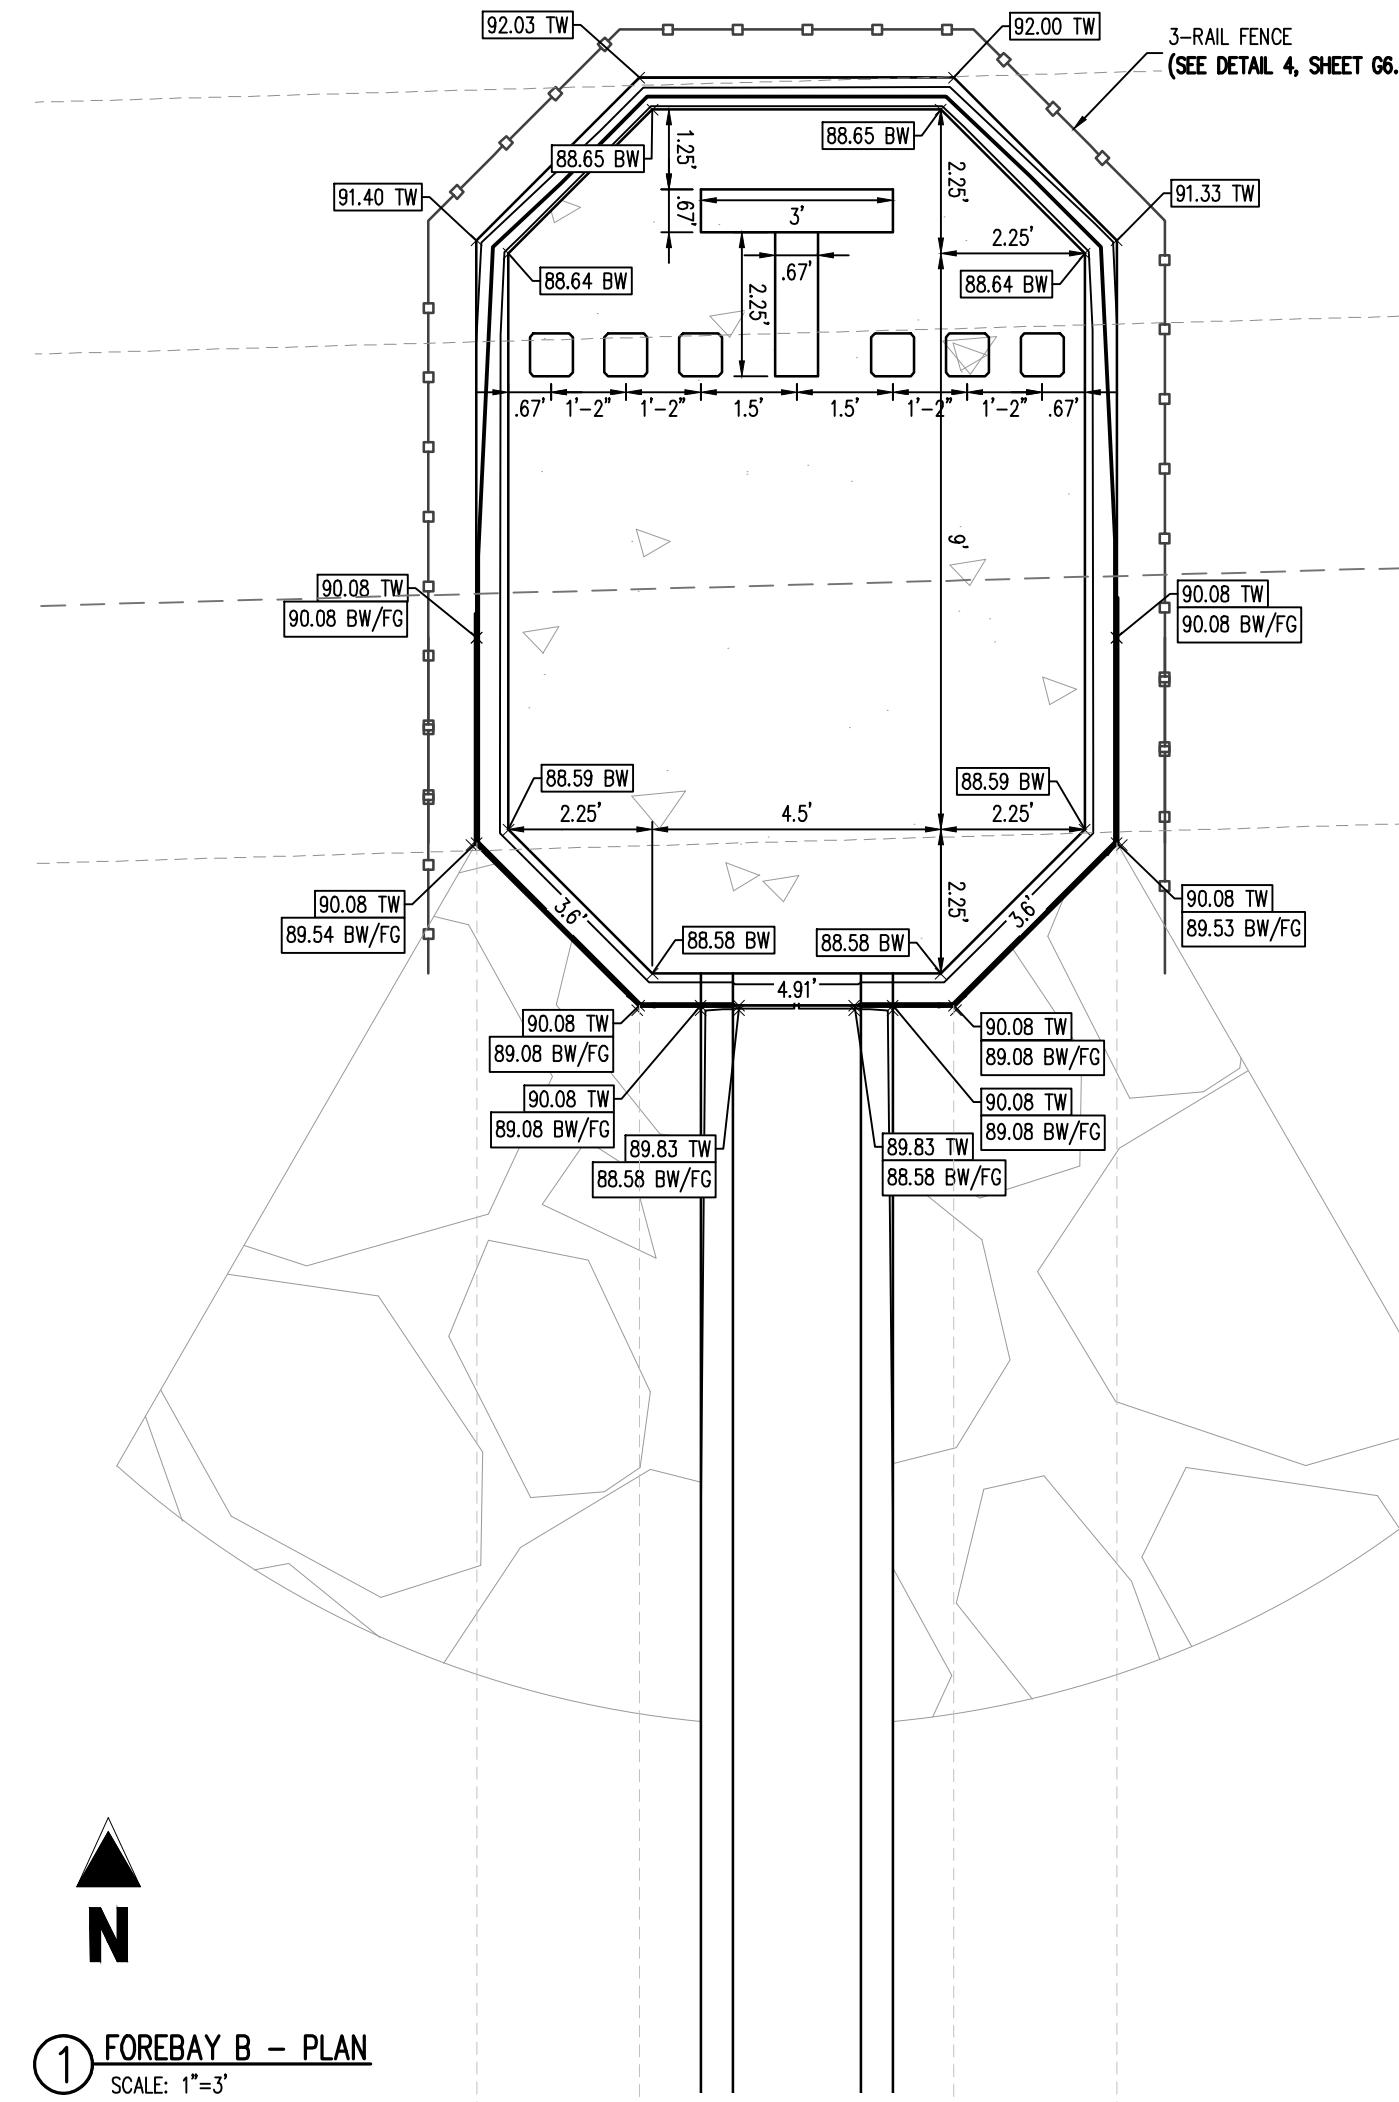 92.03 TW
92.00 TW
3-RAIL FENCE
(SEE DETAIL 4, SHEET G6.
88.65 BW
1.25'
88.65 BW
2.25'
91.40 TW
.67'
3'
91.33 TW
2.25'
88.64 BW
.67'
2.25'
88.64 BW
.67'
1'-2"
1'-2"
1.5'
1.5'
1'-2"
1'-2"
.67'
9'
90.08 TW
90.08 BW/FG
90.08 TW
90.08 BW/FG
88.59 BW
88.59 BW
2.25'
4.5'
2.25'
90.08 TW
89.54 BW/FG
3.6'
2.25'
3.6'
90.08 TW
89.53 BW/FG
88.58 BW
88.58 BW
4.91'
90.08 TW
89.08 BW/FG
90.08 TW
89.08 BW/FG
90.08 TW
89.08 BW/FG
90.08 TW
89.08 BW/FG
89.83 TW
88.58 BW/FG
89.83 TW
88.58 BW/FG
N
1
FOREBAY B - PLAN
SCALE: 1"=3'